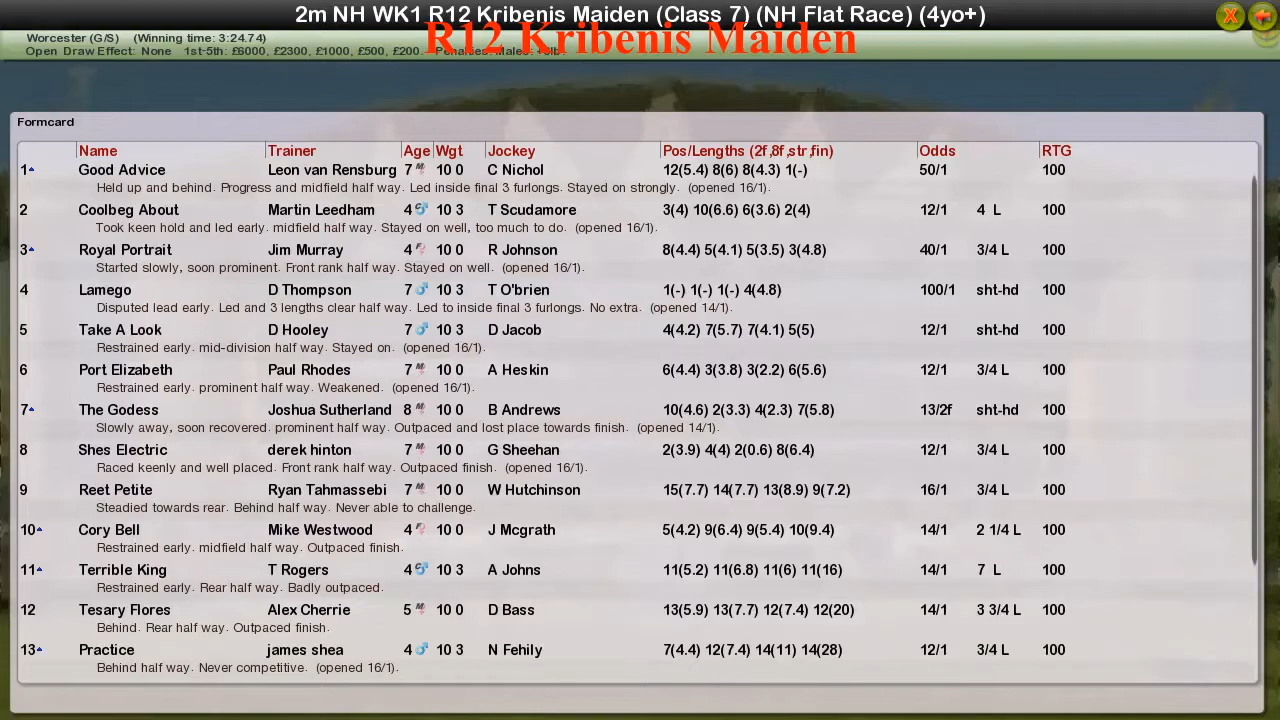 2m NH WK1 R12 Kribenis Maiden (Class 7) (NH Flat Race) (4yo+)
R12 Kribenis Maiden
Worcester (G/S) (Winning time: 3:24.74)
Open Draw Effect: None 1st-5th: £6000, £2300, £1000, £500, £200. Penalties: Males:
Formcard
Name Trainer Age Wgt Jockey Pos/Lengths (2f,8f,str,fin) Odds RTG
1 Good Advice Leon van Rensburg 7 M 10 0 C Nichol 12(5.4) 8(6) 8(4.3) 1(-) 50/1 100
Held up and behind. Progress and midfield half way. Led inside final 3 furlongs. Stayed on strongly. (opened 16/1).
2 Coolbeg About Martin Leedham 4 10 3 T Scudamore 3(4) 10(6.6) 6(3.6) 2(4) 12/1 4 L 100
Took keen hold and led early. midfield half way. Stayed on well, too much to do. (opened 16/1).
3 Royal Portrait Jim Murray 4 F 10 0 R Johnson 8(4.4) 5(4.1) 5(3.5) 3(4.8) 40/1 3/4 L 100
Started slowly, soon prominent. Front rank half way. Stayed on well. (opened 16/1).
4 Lamego D Thompson 7 10 3 T O'brien 1(-) 1(-) 1(-) 4(4.8) 100/1 sht-hd 100
Disputed lead early. Led and 3 lengths clear half way. Led to inside final 3 furlongs. No extra. (opened 14/1).
5 Take A Look D Hooley 7 10 3 D Jacob 4(4.2) 7(5.7) 7(4.1) 5(5) 12/1 sht-hd 100
Restrained early. mid-division half way. Stayed on. (opened 16/1).
6 Port Elizabeth Paul Rhodes 7 M 10 0 A Heskin 6(4.4) 3(3.8) 3(2.2) 6(5.6) 12/1 3/4 L 100
Restrained early. prominent half way. Weakened. (opened 16/1).
7 The Godess Joshua Sutherland 8 M 10 0 B Andrews 10(4.6) 2(3.3) 4(2.3) 7(5.8) 13/2f sht-hd 100
Slowly away, soon recovered. prominent half way. Outpaced and lost place towards finish. (opened 14/1).
8 Shes Electric derek hinton 7 M 10 0 G Sheehan 2(3.9) 4(4) 2(0.6) 8(6.4) 12/1 3/4 L 100
Raced keenly and well placed. Front rank half way. Outpaced finish. (opened 16/1).
9 Reet Petite Ryan Tahmassebi 7 M 10 0 W Hutchinson 15(7.7) 14(7.7) 13(8.9) 9(7.2) 16/1 3/4 L 100
Steadied towards rear. Behind half way. Never able to challenge.
10 Cory Bell Mike Westwood 4 F 10 0 J Mcgrath 5(4.2) 9(6.4) 9(5.4) 10(9.4) 14/1 2 1/4 L 100
Restrained early. midfield half way. Outpaced finish.
11 Terrible King T Rogers 4 10 3 A Johns 11(5.2) 11(6.8) 11(6) 11(16) 14/1 7 L 100
Restrained early. Rear half way. Badly outpaced.
12 Tesary Flores Alex Cherrie 5 M 10 0 D Bass 13(5.9) 13(7.7) 12(7.4) 12(20) 14/1 3 3/4 L 100
Behind. Rear half way. Outpaced finish.
13 Practice james shea 4 10 3 N Fehily 7(4.4) 12(7.4) 14(11) 14(28) 12/1 3/4 L 100
Behind half way. Never competitive. (opened 16/1).